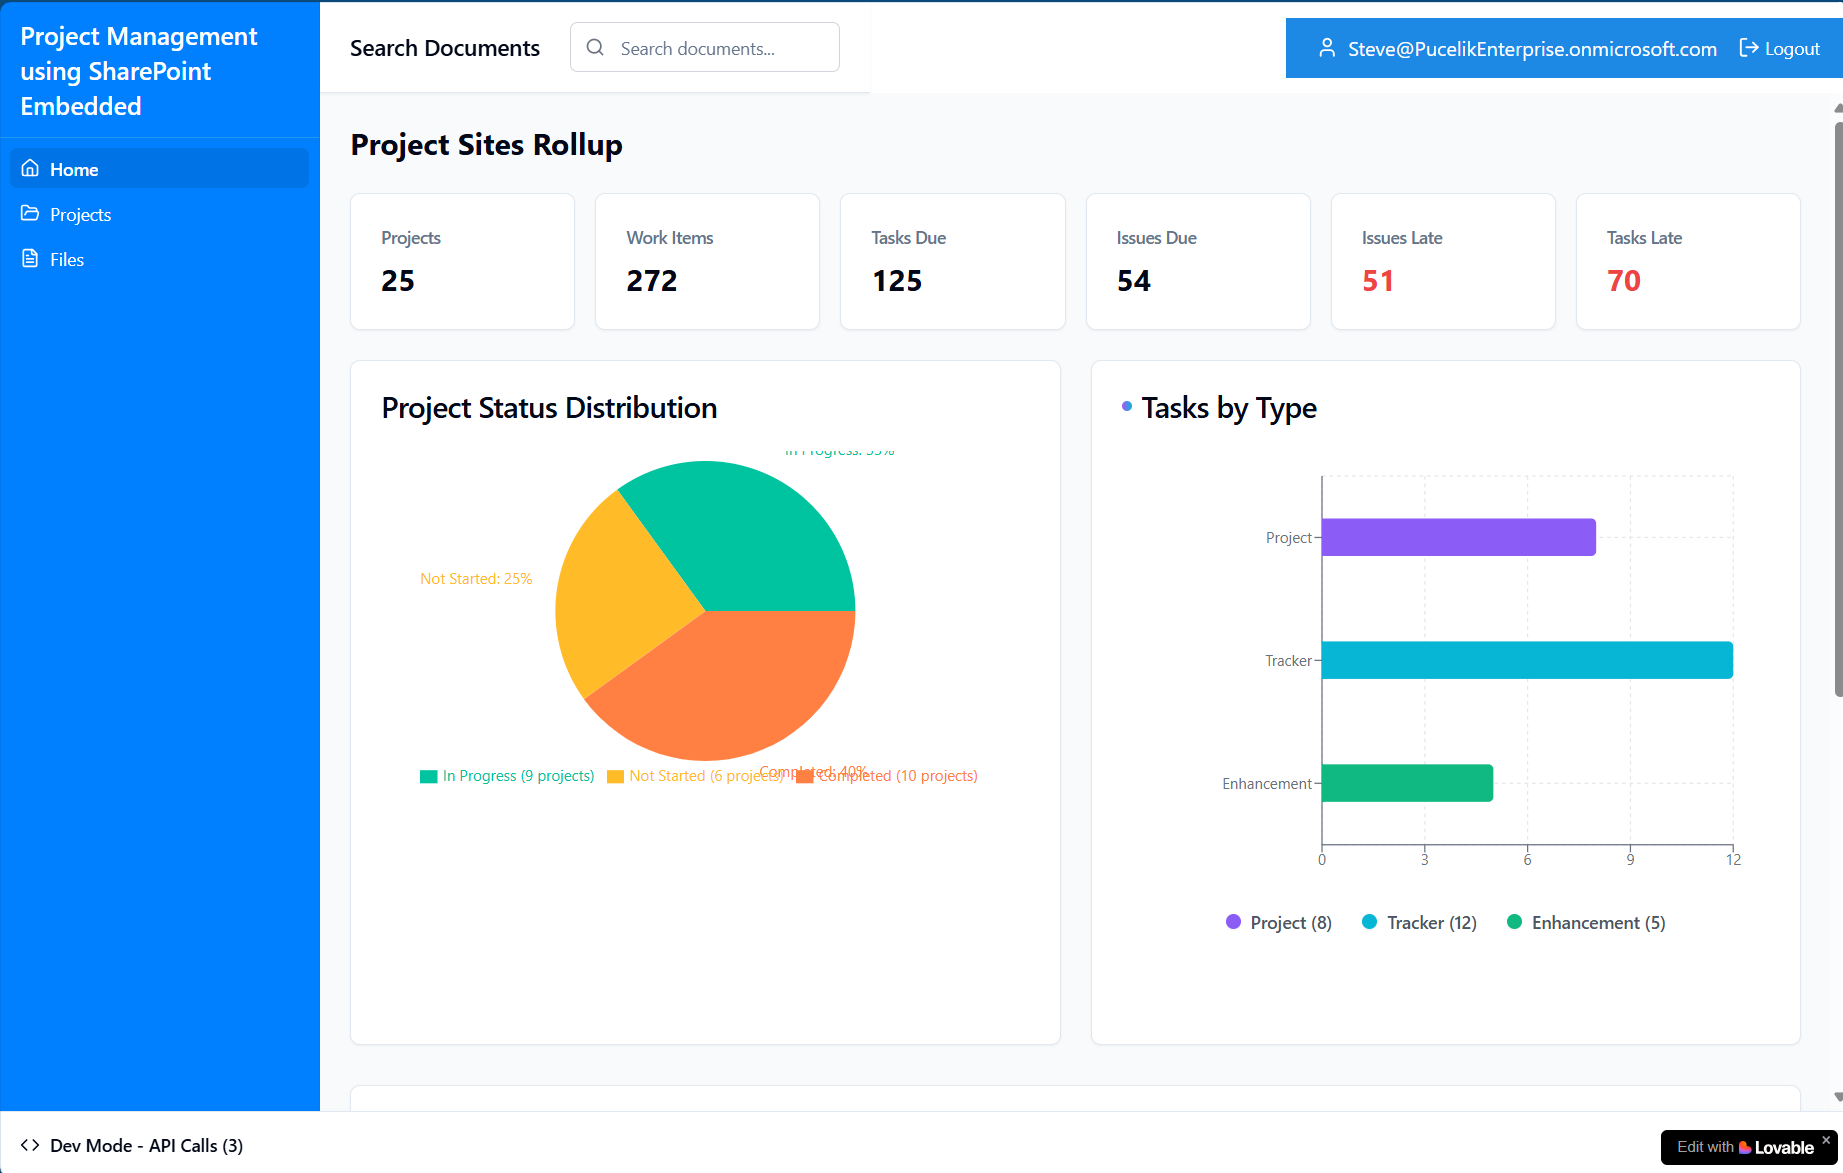 Project Management
using SharePoint
Embedded
Home
Projects
Files
Search Documents
Search documents...
Steve@PucelikEnterprise.onmicrosoft.com
Logout
Project Sites Rollup
Projects
25
Work Items
272
Tasks Due
125
Issues Due
54
Issues Late
51
Tasks Late
70
Project Status Distribution
In Progress: 35%
Not Started: 25%
Completed: 40%
In Progress (9 projects)
Not Started (6 projects)
Completed (10 projects)
Tasks by Type
Project
Tracker
Enhancement
0 3 6 9 12
Project (8)
Tracker (12)
Enhancement (5)
Dev Mode - API Calls (3)
Edit with Lovable